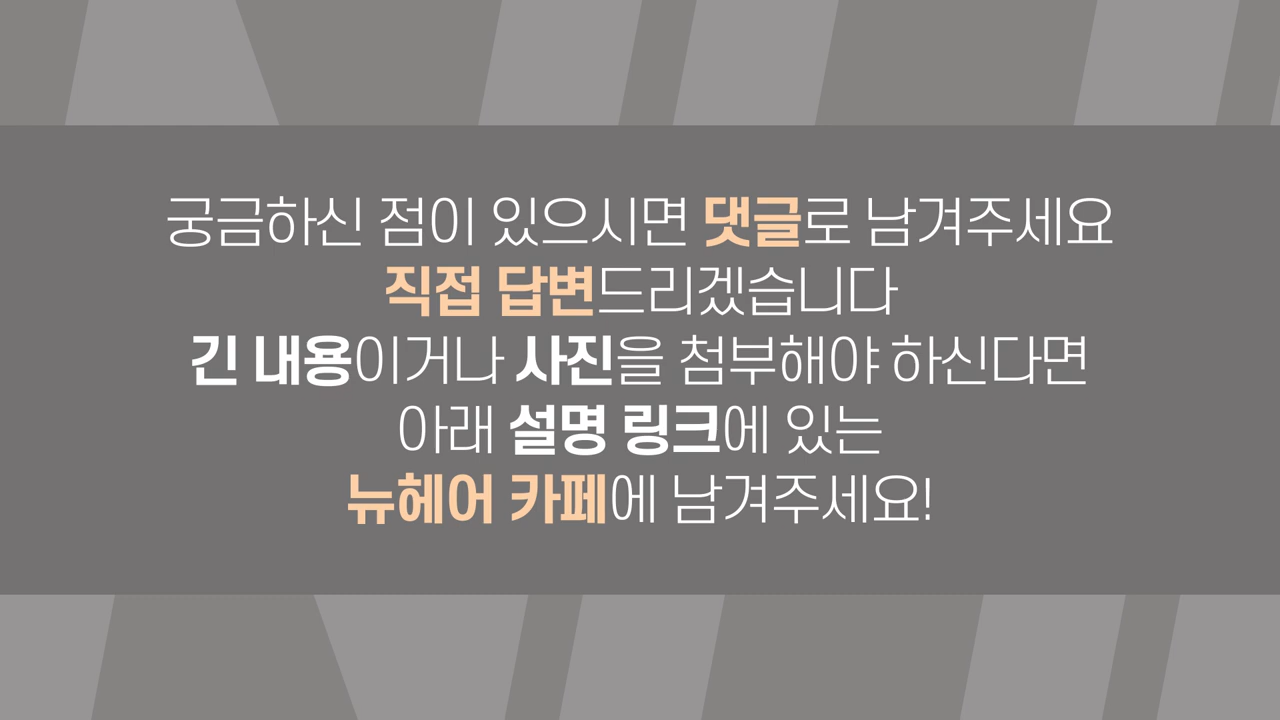 궁금하신 점이 있으시면 댓글로 남겨주세요
직접 답변드리겠습니다
긴 내용이거나 사진을 첨부해야 하신다면
아래 설명 링크에 있는
뉴헤어 카페에 남겨주세요!